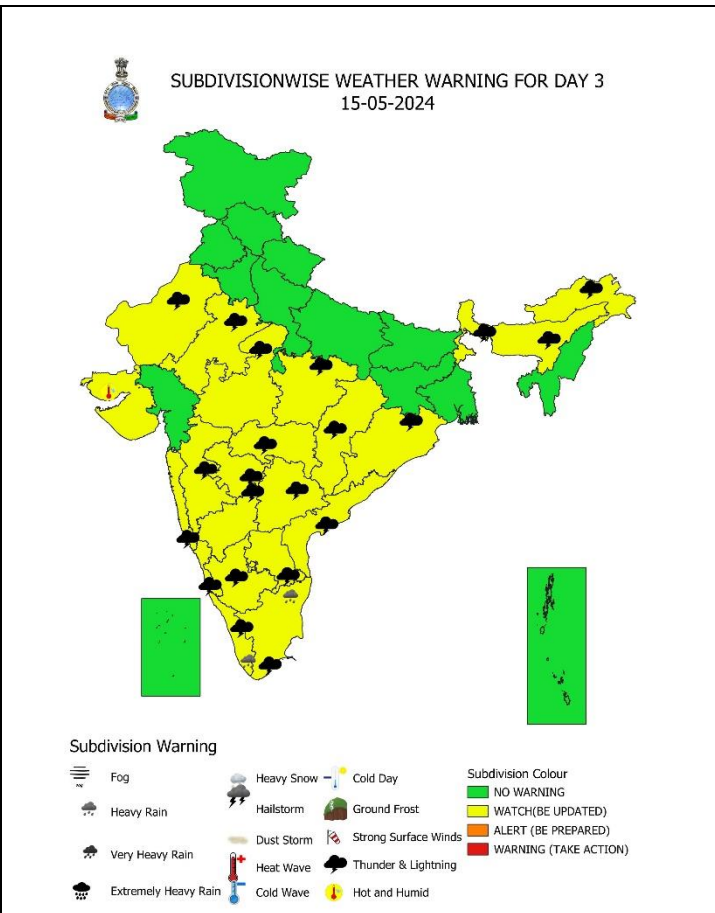 SUBDIVISIONWISE WEATHER WARNING FOR DAY 3
15-05-2024
Subdivision Warning
Fog
Heavy Rain
Very Heavy Rain
Extremely Heavy Rain
Heavy Snow
Hailstorm
Dust Storm
Heat Wave
Cold Wave
Cold Day
Ground Frost
Strong Surface Winds
Thunder & Lightning
Hot and Humid
Subdivision Colour
NO WARNING
WATCH(BE UPDATED)
ALERT (BE PREPARED)
WARNING (TAKE ACTION)